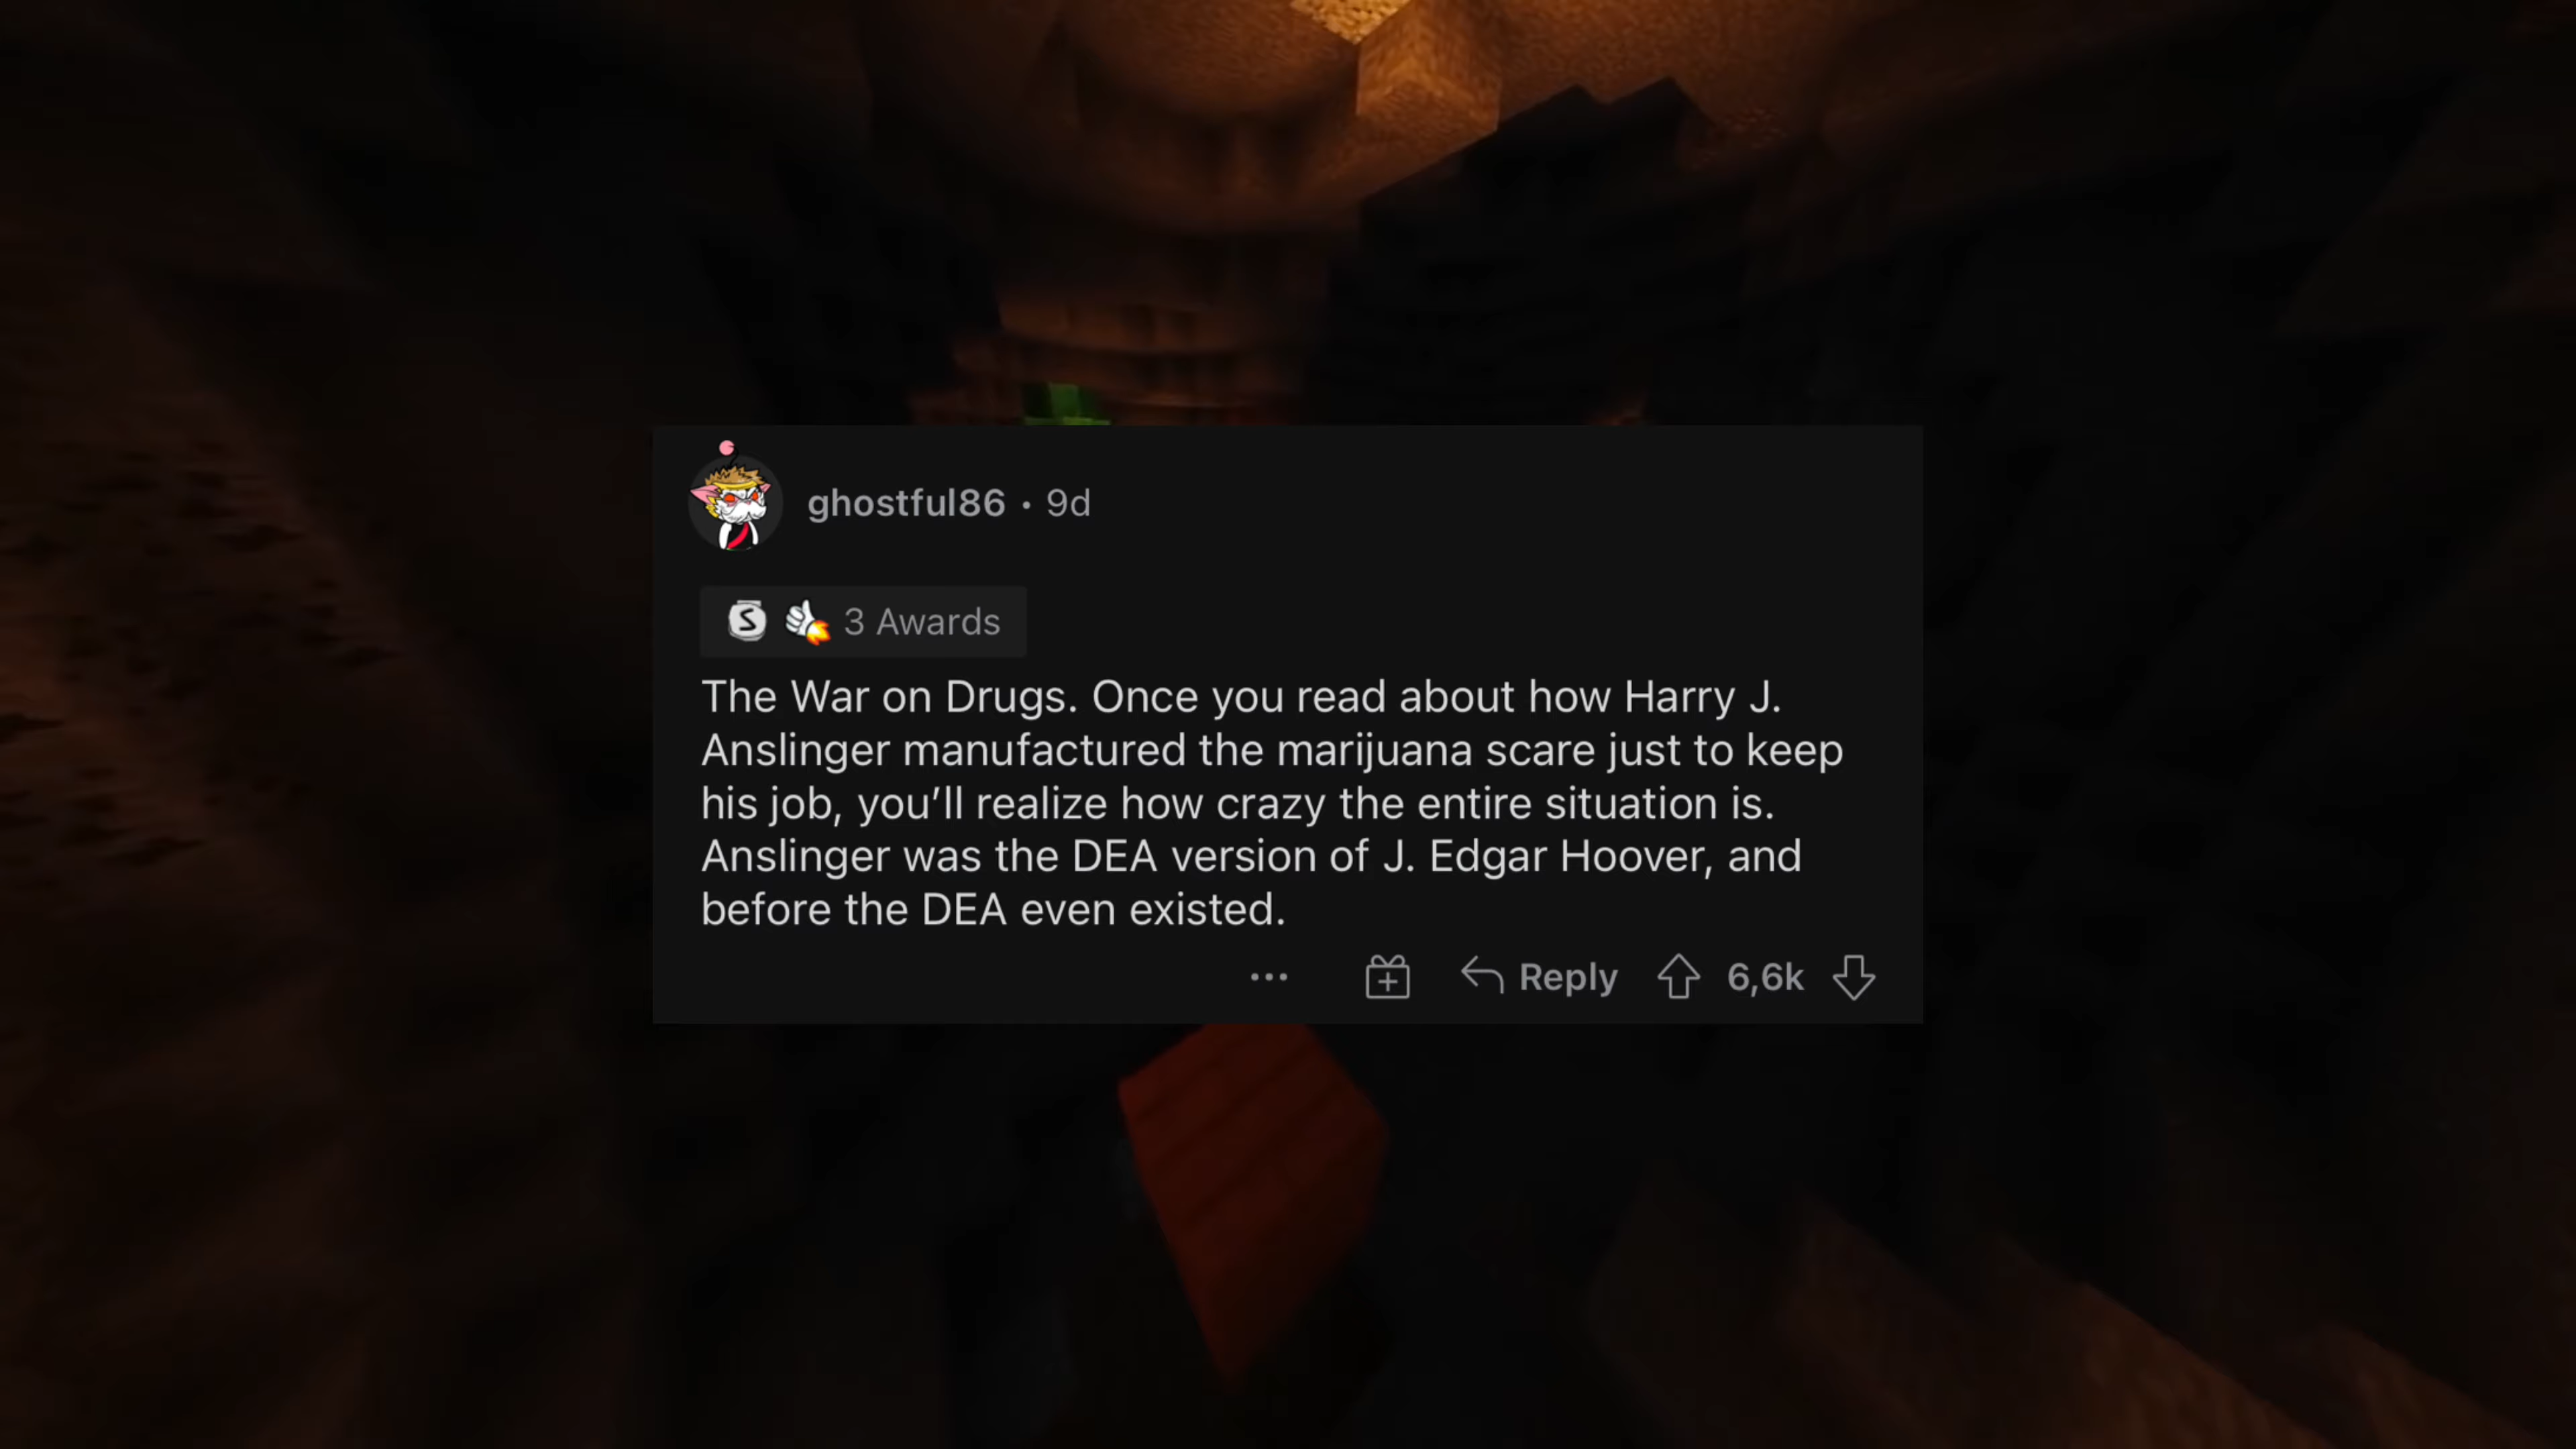 ghostful86 • 9d
3 Awards
The War on Drugs. Once you read about how Harry J.
Anslinger manufactured the marijuana scare just to keep
his job, you’ll realize how crazy the entire situation is.
Anslinger was the DEA version of J. Edgar Hoover, and
before the DEA even existed.
Reply 6,6k